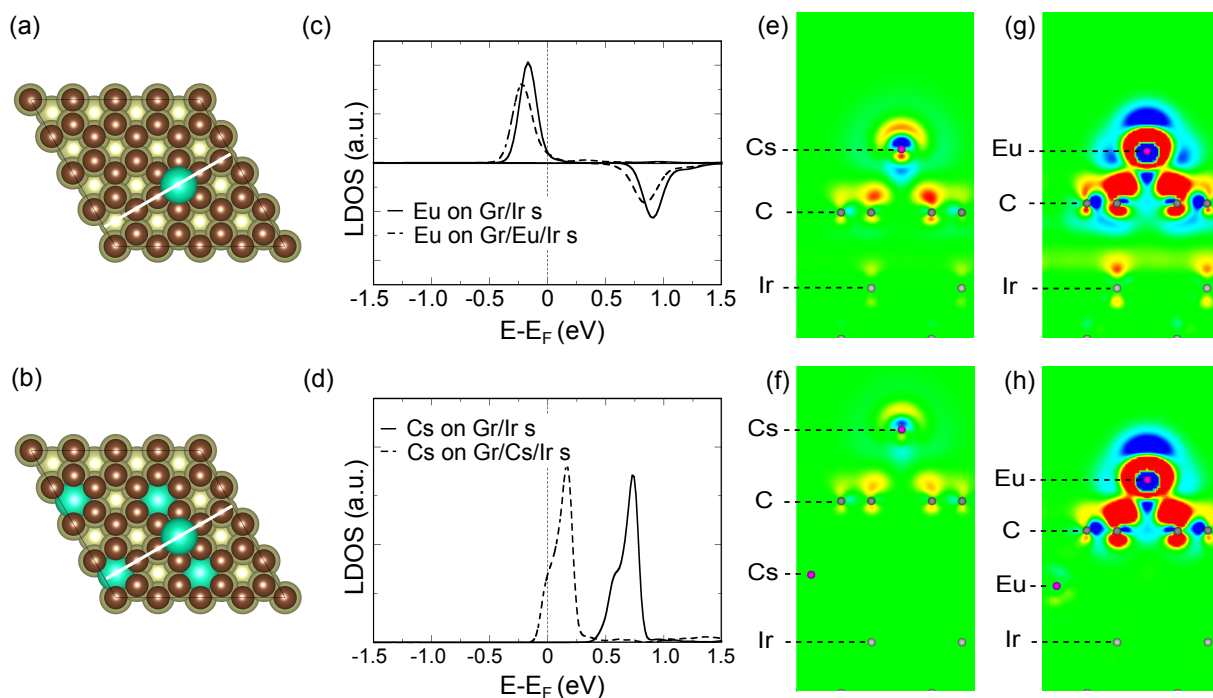 (a)
(c)
LDOS (a.u.)
Eu on Gr/Ir s
Eu on Gr/Eu/Ir s
-1.5 -1.0 -0.5 0 0.5 1.0 1.5
E-E_F (eV)
(e)
Cs
C
Ir
(g)
Eu
C
Ir
(b)
(d)
LDOS (a.u.)
Cs on Gr/Ir s
Cs on Gr/Cs/Ir s
-1.5 -1.0 -0.5 0 0.5 1.0 1.5
E-E_F (eV)
(f)
Cs
C
Cs
Ir
(h)
Eu
C
Eu
Ir